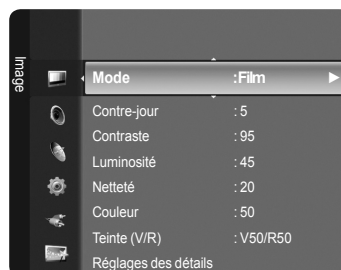 Image
Mode :Film
Contre-jour : 5
Contraste : 95
Luminosité : 45
Netteté : 20
Couleur : 50
Teinte (V/R) : V50/R50
Réglages des détails